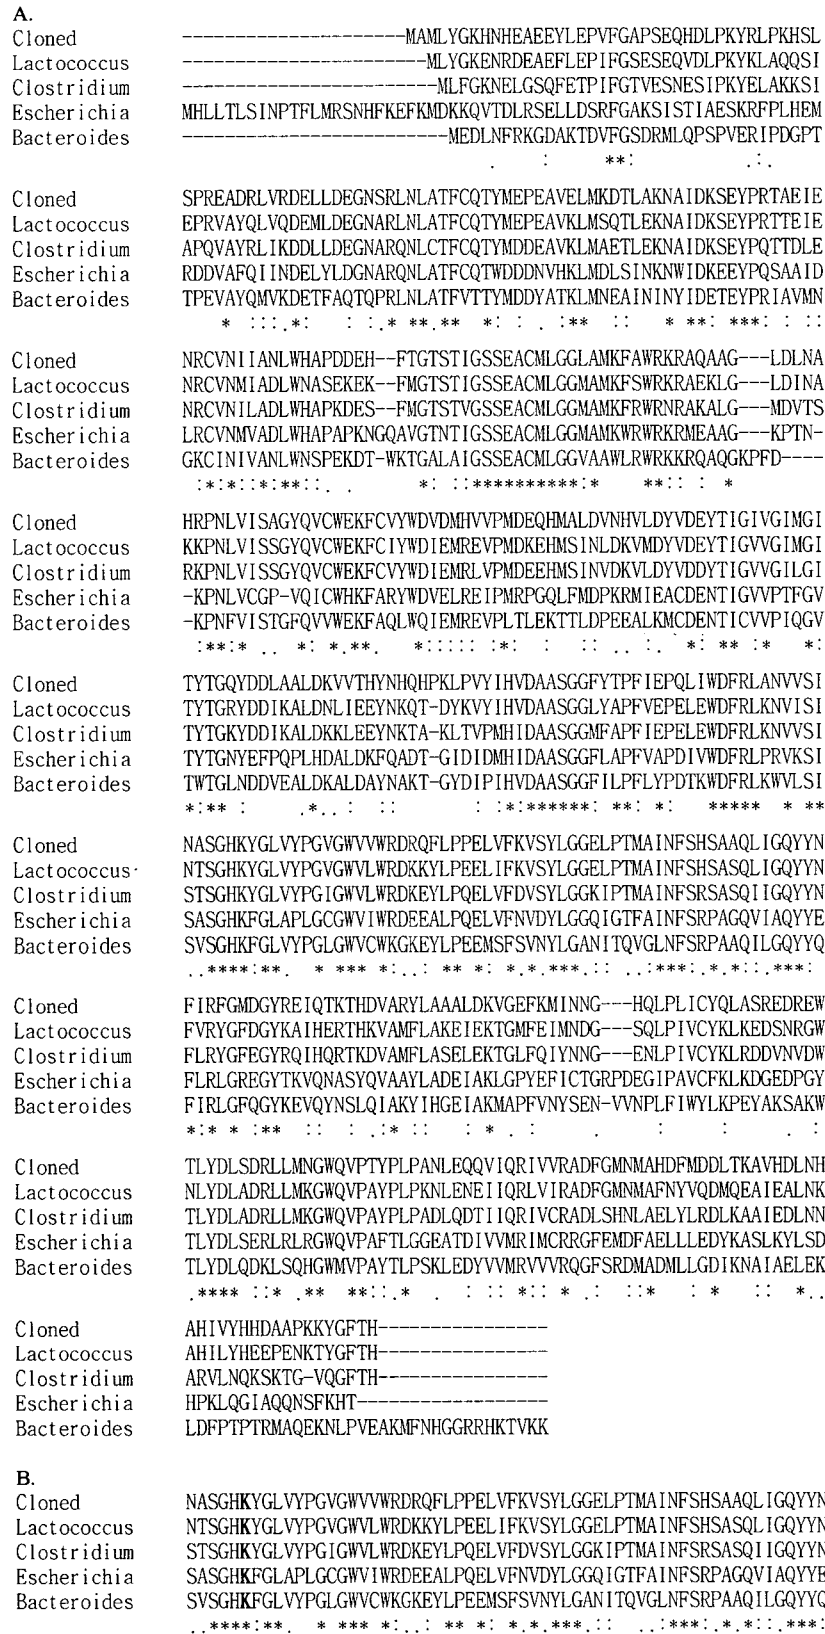 A.
Cloned ---------------------MAMLYGKHNHEAEEYLEPVFGAPSEQHDLPKYRLPKHSL
Lactococcus -----------------------MLYGKENRDEAEFLEPIFGSESEQVDLPKYKLAQQSI
Clostridium ------------------------MLFGKNELGSQFETPIFGTVESNESIPKYELAKKSI
Escherichia MHLLTLSINPTFLMRSNHFKEFKMDKKQVTDLRSELLDSRFGAKSISTIAESKRFPLHEM
Bacteroides -------------------------MEDLNFRKGDAKTDVFGSDRMLQPSPVERIPDGPT
. : **: .:.
Cloned SPREADRLVRDELLDEGNSRLNLATFCQTYMEPEAVELMKDTLAKNAIDKSEYPRTAEIE
Lactococcus EPRVAYQLVQDEMLDEGNARLNLATFCQTYMEPEAVKLMSQTLEKNAIDKSEYPRTTEIE
Clostridium APQVAYRLIKDDLLDEGNARQNLCTFCQTYMDDEAVKLMAETLEKNAIDKSEYPQTTDLE
Escherichia RDDVAFQIINDELYLDGNARQNLATFCQTWDDDNVHKLMDLSINKNWIDKEEYPQSAAID
Bacteroides TPEVAYQMVKDETFAQTQPRLNLATFVTTYMDDYATKLMNEAININYIDETEYPRIAVMN
* :::.*: : :.* **.** *: : . :** :: * **: ***: : ::
Cloned NRCVNIIANLWHAPDDEH--FTGTSTIGSSEACMLGGLAMKFAWRKRAQAAG---LDLNA
Lactococcus NRCVNMIADLWNASEKEK--FMGTSTIGSSEACMLGGMAMKFSWRKRAEKLG---LDINA
Clostridium NRCVNILADLWHAPKDES--FMGTSTVGSSEACMLGGMAMKFRWRNRAKALG---MDVTS
Escherichia LRCVNMVADLWHAPAPKNGQAVGTNTIGSSEACMLGGMAMKWRWRKRMEAAG---KPTN-
Bacteroides GKCINIVANLWNSPEKDT-WKTGALAIGSSEACMLGGVAAWLRWRKKRQAQGKPFD----
:*:*::*:**::. . *: ::***********:* **:: : *
Cloned HRPNLVISAGYQVCWEKFCVYWDVDMHVVPMDEQHMALDVNHVLDYVDEYTIGIVGIMGI
Lactococcus KKPNLVISSGYQVCWEKFCIYWDIEMREVPMDKEHMSINLDKVMDYVDEYTIGVVGIMGI
Clostridium RKPNLVISSGYQVCWEKFCVYWDIEMRLVPMDEEHMSINVDKVLDYVDDYTIGVVGILGI
Escherichia -KPNLVCGP-VQICWHKFARYWDVELREIPMRPGQLFMDPKRMIEACDENTIGVVPTFGV
Bacteroides -KPNFVISTGFQVVWEKFAQLWQIEMREVPLTLEKTTLDPEEALKMCDENTICVVPIQGV
:**:* .. *: *.**. *::::: :*: : :: .. :. *: ** :* *:
Cloned TYTGQYDDLAALDKVVTHYNHQHPKLPVYIHVDAASGGFYTPFIEPQLIWDFRLANVVSI
Lactococcus TYTGRYDDIKALDNLIEEYNKQT-DYKVYIHVDAASGGLYAPFVEPELEWDFRLKNVISI
Clostridium TYTGKYDDIKALDKKLEEYNKTA-KLTVPMHIDAASGGMFAPFIEPELEWDFRLKNVVSI
Escherichia TYTGNYEFPQPLHDALDKFQADT-GIDIDMHIDAASGGFLAPFVAPDIVWDFRLPRVKSI
Bacteroides TWTGLNDDVEALDKALDAYNAKT-GYDIPIHVDAASGGFILPFLYPDTKWDFRLKWVLSI
*:** : .*.. : :: : :*:******: **: *: ***** * **
Cloned NASGHKYGLVYPGVGWVVWRDRQFLPPELVFKVSYLGGELPTMAINFSHSAAQLIGQYYN
Lactococcus NTSGHKYGLVYPGVGWVLWRDKKYLPEELIFKVSYLGGELPTMAINFSHSASQLIGQYYN
Clostridium STSGHKYGLVYPGIGWVLWRDKEYLPQELVFDVSYLGGKIPTMAINFSRSASQIIGQYYN
Escherichia SASGHKFGLAPLGCGWVIWRDEEALPQELVFNVDYLGGQIGTFAINFSRPAGQVIAQYYE
Bacteroides SVSGHKFGLVYPGLGWVCWKGKEYLPEEMSFSVNYLGANITQVGLNFSRPAAQILGQYYQ
..****:**. * *** *:..: ** *: *.*.***.:: ..:***:.*.*::.***:
Cloned FIRFGMDGYREIQTKTHDVARYLAAALDKVGEFKMINNG---HQLPLICYQLASREDREW
Lactococcus FVRYGFDGYKAIHERTHKVAMFLAKEIEKTGMFEIMNDG---SQLPIVCYKLKEDSNRGW
Clostridium FLRYGFEGYRQIHQRTKDVAMFLASELEKTGLFQIYNNG---ENLPIVCYKLRDDVNVDW
Escherichia FLRLGREGYTKVQNASYQVAAYLADEIAKLGPYEFICTGRPDEGIPAVCFKLKDGEDPGY
Bacteroides FIRLGFQGYKEVQYNSLQIAKYIHGEIAKMAPFVNYSEN-VVNPLFIWYLKPEYAKSAKW
*:* * :** :: : .:* :: : * . : . : : . :
Cloned TLYDLSDRLLMNGWQVPTYPLPANLEQQVIQRIVVRADFGMNMAHDFMDDLTKAVHDLNH
Lactococcus NLYDLADRLLMKGWQVPAYPLPKNLENEIIQRLVIRADFGMNMAFNYVQDMQEAIEALNK
Clostridium TLYDLADRLLMKGWQVPAYPLPADLQDTIIQRIVCRADLSHNLAELYLRDLKAAIEDLNN
Escherichia TLYDLSERLRLRGWQVPAFTLGGEATDIVVMRIMCRRGFEMDFAELLLEDYKASLKYLSD
Bacteroides TLYDLQDKLSQHGWMVPAYTLPSKLEDYVVMRVVVRQGFSRDMADMLLGDIKNAIAELEK
.**** ::* .** **::.* . : :: *:: * .: ::* : * :: *..
Cloned AHIVYHHDAAPKKYGFTH----------------
Lactococcus AHILYHEEPENKTYGFTH----------------
Clostridium ARVLNQKSKTG-VQGFTH----------------
Escherichia HPKLQGIAQQNSFKHT------------------
Bacteroides LDFPTPTRMAQEKNLPVEAKMFNHGGRRHKTVKK
B.
Cloned NASGHKYGLVYPGVGWVVWRDRQFLPPELVFKVSYLGGELPTMAINFSHSAAQLIGQYYN
Lactococcus NTSGHKYGLVYPGVGWVLWRDKKYLPEELIFKVSYLGGELPTMAINFSHSASQLIGQYYN
Clostridium STSGHKYGLVYPGIGWVLWRDKEYLPQELVFDVSYLGGKIPTMAINFSRSASQIIGQYYN
Escherichia SASGHKFGLAPLGCGWVIWRDEEALPQELVFNVDYLGGQIGTFAINFSRPAGQVIAQYYE
Bacteroides SVSGHKFGLVYPGLGWVCWKGKEYLPEEMSFSVNYLGANITQVGLNFSRPAAQILGQYYQ
..****:**. * *** *:..: ** *: *.*.***.:: ..:***:.*.*::.***: